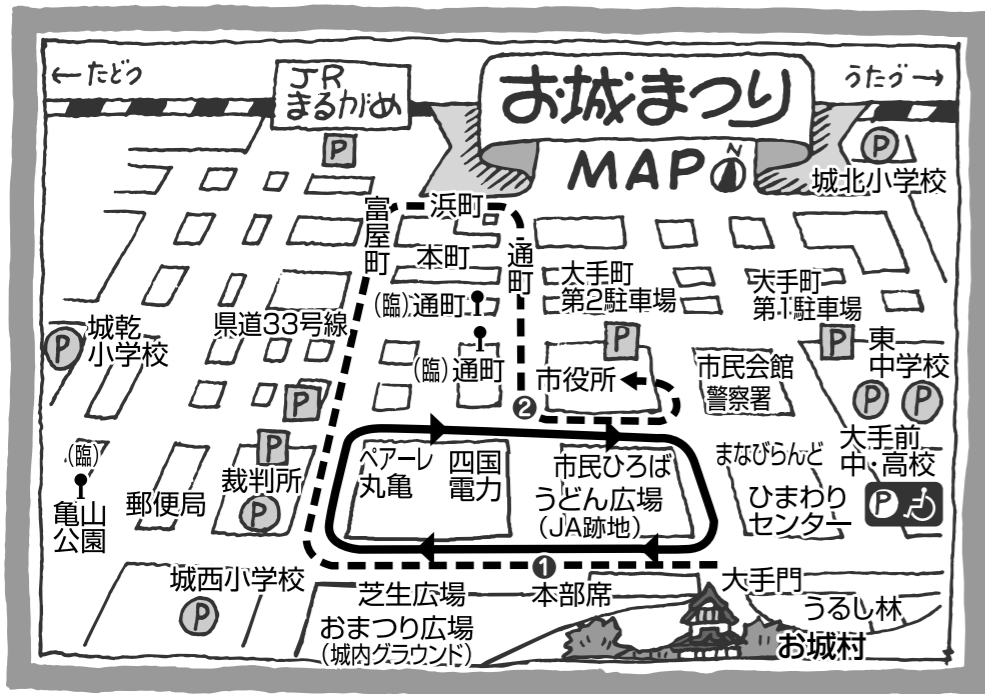 ←たどつ
JR
まるがめ
お城まつり
MAP
N
うたづ→
P
P
城北小学校
富屋町
浜町
通町
本町
(臨)通町
(臨)通町
大手町
第2駐車場
大手町
第1駐車場
P
P
城乾
小学校
P
県道33号線
P
P
市役所
❷
市民会館
警察署
東
中学校
P
P
(臨)
亀山
公園
郵便局
裁判所
P
ペアーレ
丸亀
四国
電力
市民ひろば
うどん広場
(JA跡地)
まなびらんど
ひまわり
センター
大手前
中・高校
P
❶
城西小学校
P
芝生広場
おまつり広場
(城内グラウンド)
本部席
大手門
うるし林
お城村